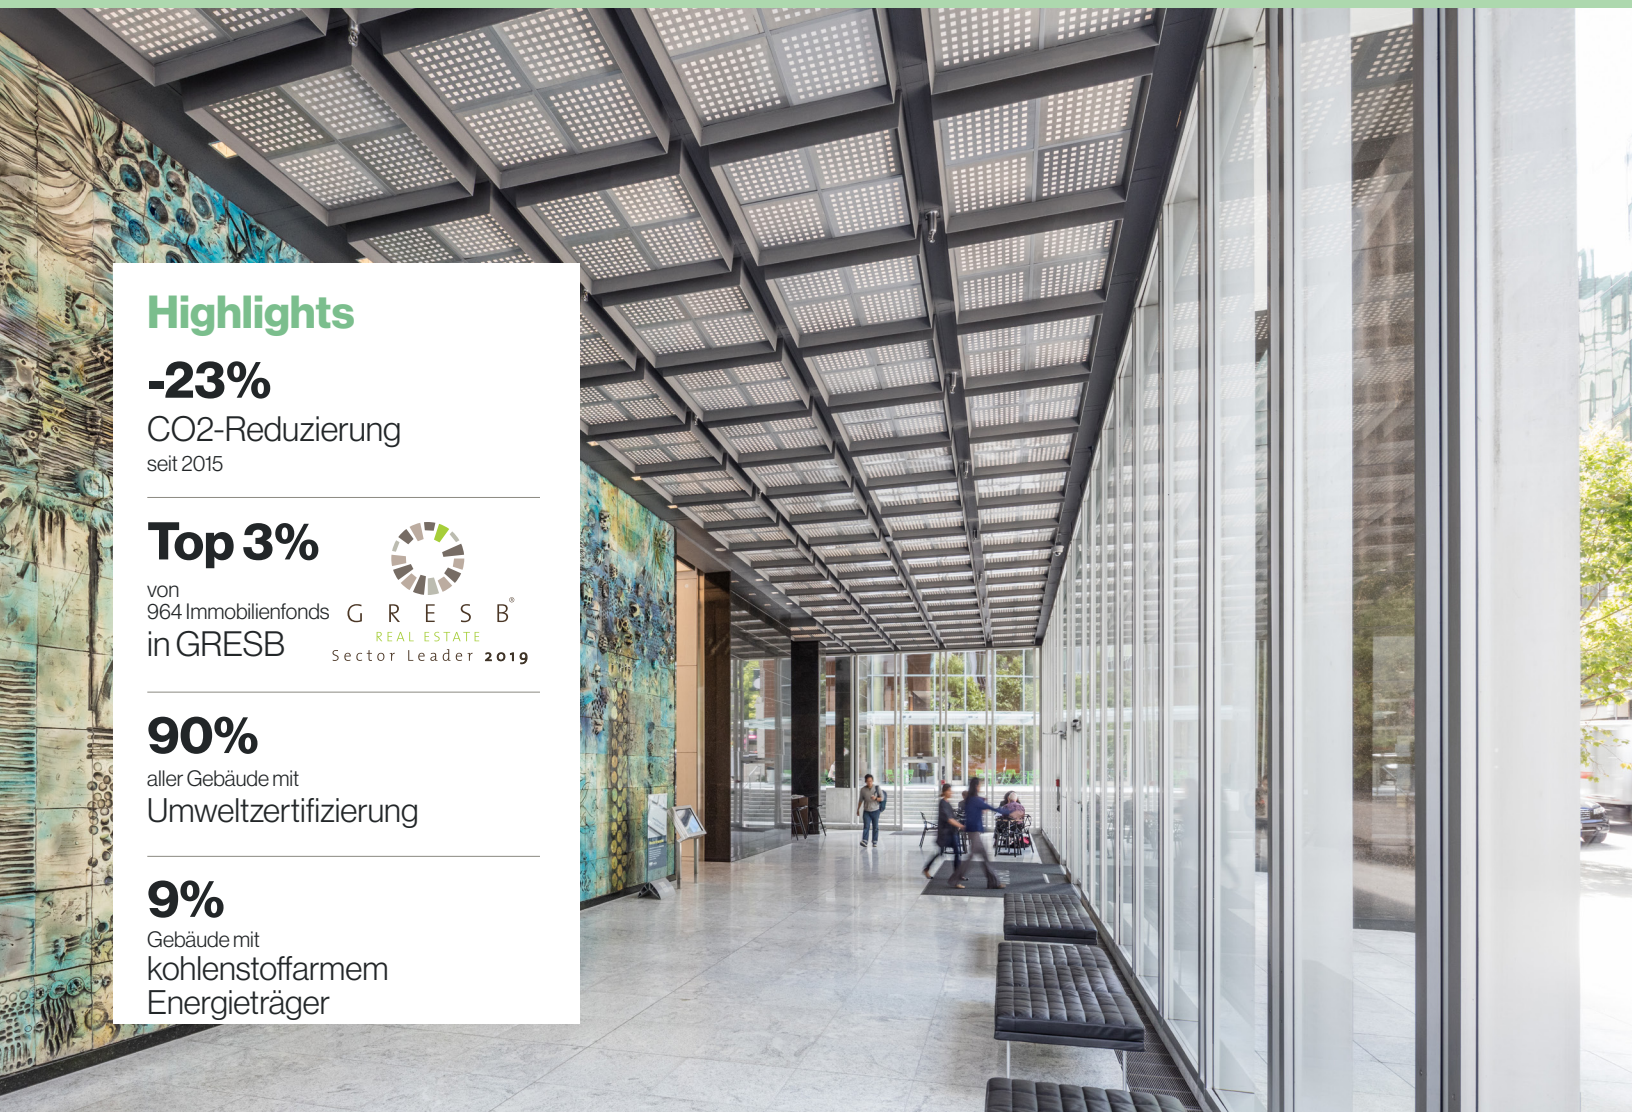 Highlights
-23%
CO2-Reduzierung
seit 2015
Top 3%
von
964 Immobilienfonds
in GRESB
G R E S B®
REAL ESTATE
Sector Leader 2019
90%
aller Gebäude mit
Umweltzertifizierung
9%
Gebäude mit
kohlenstoffarmem
Energieträger